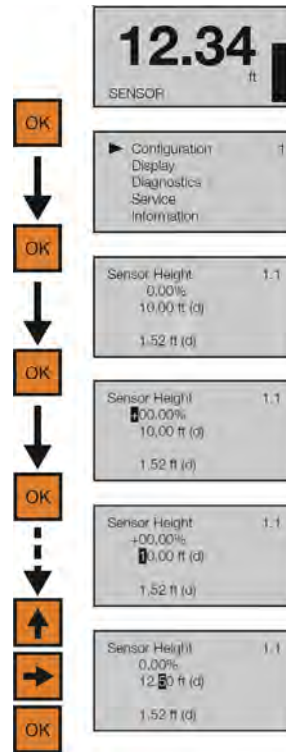 12.34
ft
SENSOR
OK
► Configuration 1
Display
Diagnostics
Service
Information
OK
Sensor Height 1.1
0.00%
10.00 ft (d)
1.52 ft (d)
OK
Sensor Height 1.1
+00.00%
10.00 ft (d)
1.52 ft (d)
OK
Sensor Height 1.1
+00.00%
10.00 ft (d)
1.52 ft (d)
Sensor Height 1.1
0.00%
12.50 ft (d)
1.52 ft (d)
OK